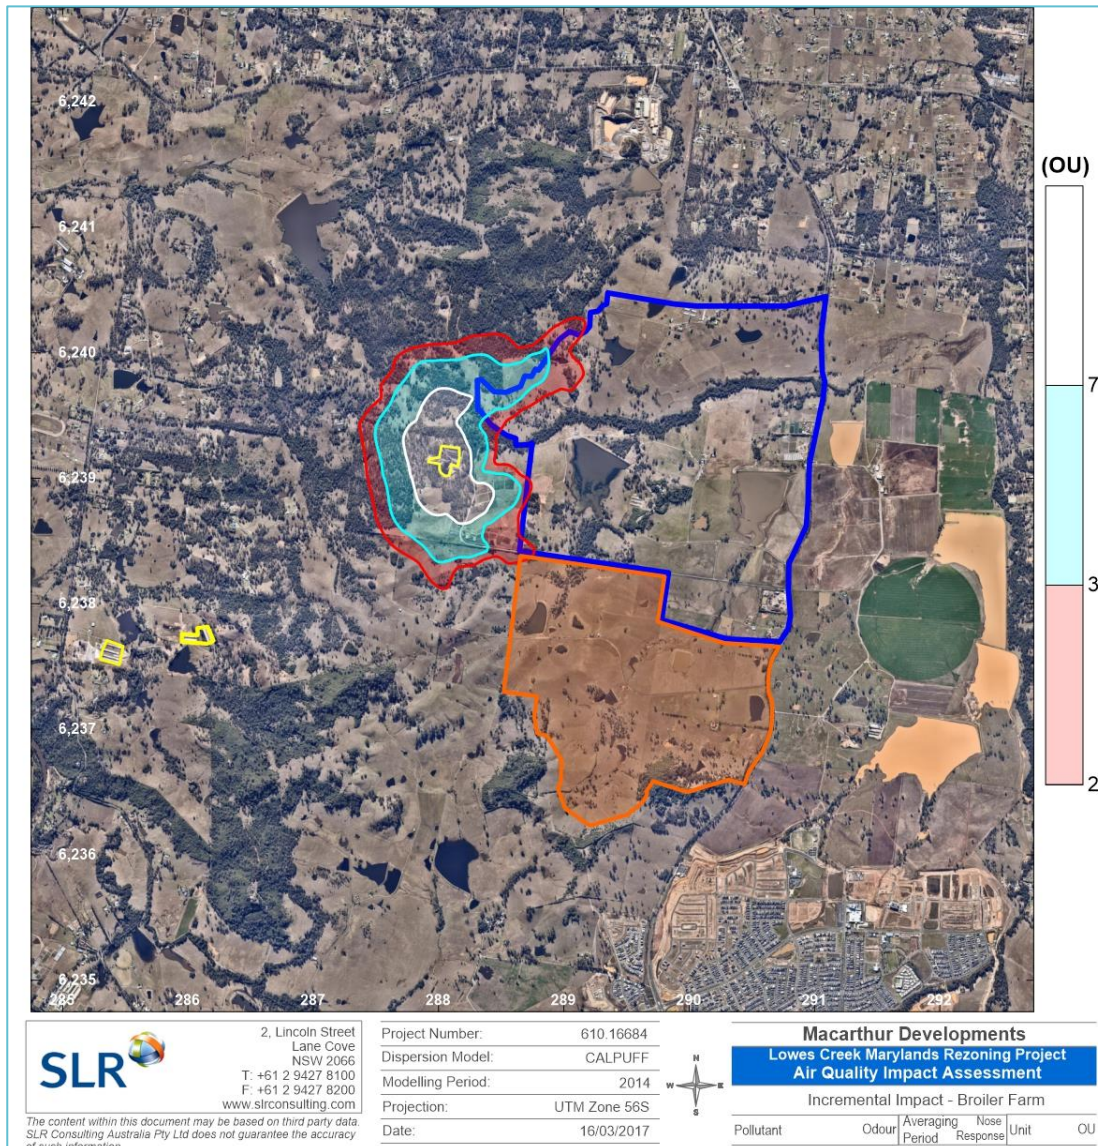 6,242
(OU)
6,241
6,240
7
6,239
3
6,238
6,237
2
6,236
6,235
285 286 287 288 289 290 291 292
SLR
2, Lincoln Street
Lane Cove
NSW 2066
T: +61 2 9427 8100
F: +61 2 9427 8200
www.slrconsulting.com
The content within this document may be based on third party data.
SLR Consulting Australia Pty Ltd does not guarantee the accuracy
of such information.
Project Number: 610.16684
Dispersion Model: CALPUFF
Modelling Period: 2014
Projection: UTM Zone 56S
Date: 16/03/2017
N
W E
S
Macarthur Developments
Lowes Creek Marylands Rezoning Project
Air Quality Impact Assessment
Incremental Impact - Broiler Farm
Pollutant Odour Averaging Period Nose Response Unit OU